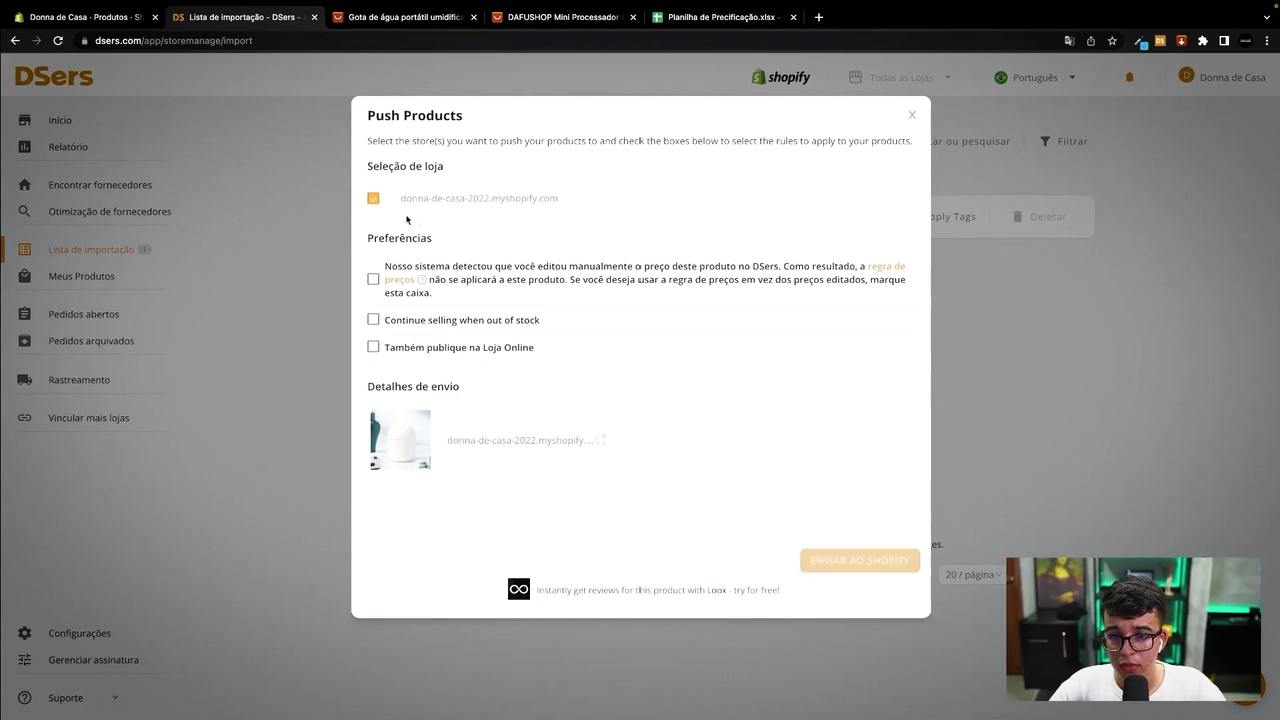 Donna de Casa · Produtos · Sh
Lista de importação - DSers -
Gota de água portátil umidific
DAFUSHOP Mini Processador
Planilha de Precificação.xlsx -
dsers.com/app/storemanage/import
DSers
shopify
Todas as Lojas
Português
D
Donna de Casa
Início
Relatório
Encontrar fornecedores
Otimização de fornecedores
Lista de importação 1
Meus Produtos
Pedidos abertos
Pedidos arquivados
Rastreamento
Vincular mais lojas
Configurações
Gerenciar assinatura
Suporte
ar ou pesquisar
Filtrar
pply Tags
Deletar
Push Products
Select the store(s) you want to push your products to and check the boxes below to select the rules to apply to your products.
Seleção de loja
donna-de-casa-2022.myshopify.com
Preferências
Nosso sistema detectou que você editou manualmente o preço deste produto no DSers. Como resultado, a regra de
preços não se aplicará a este produto. Se você deseja usar a regra de preços em vez dos preços editados, marque
esta caixa.
Continue selling when out of stock
Também publique na Loja Online
Detalhes de envio
donna-de-casa-2022.myshopify....
ENVIAR AO SHOPIFY
Instantly get reviews for this product with Loox - try for free!
es.
20 / página